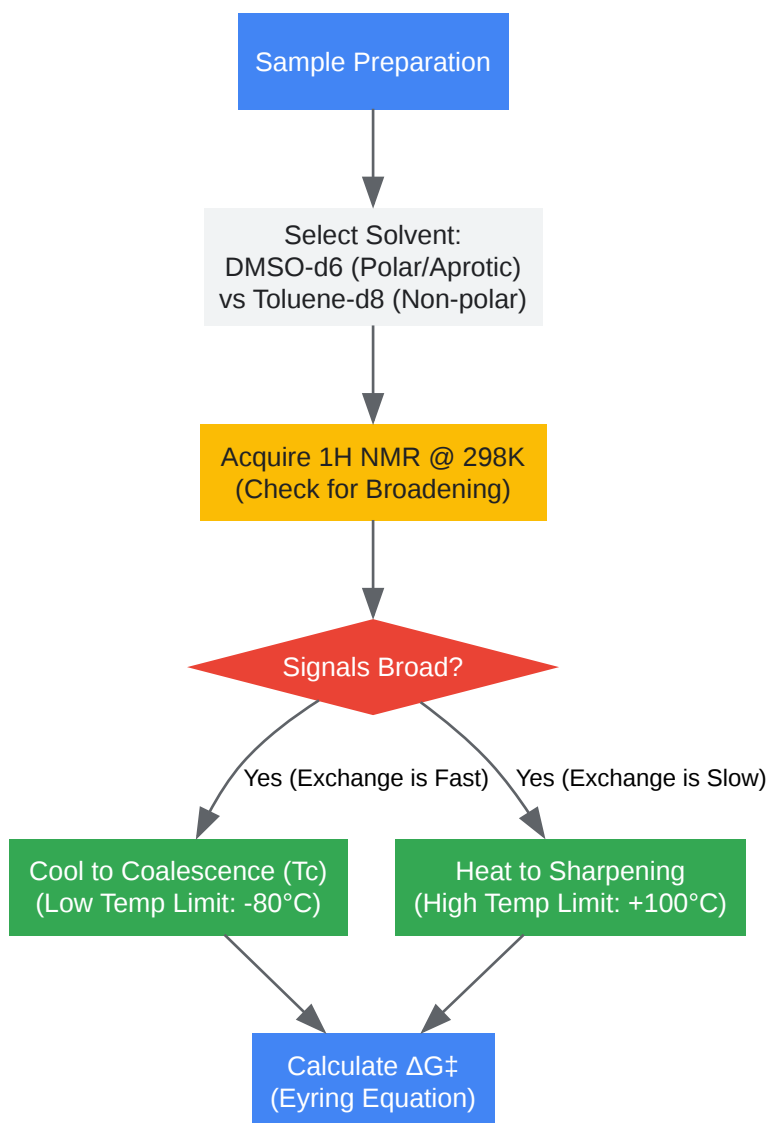 Sample Preparation
Select Solvent:
DMSO-d6 (Polar/Aprotic)
vs Toluene-d8 (Non-polar)
Acquire 1H NMR @ 298K
(Check for Broadening)
Signals Broad?
Yes (Exchange is Fast)
Yes (Exchange is Slow)
Cool to Coalescence (Tc)
(Low Temp Limit: -80°C)
Heat to Sharpening
(High Temp Limit: +100°C)
Calculate ΔG‡
(Eyring Equation)